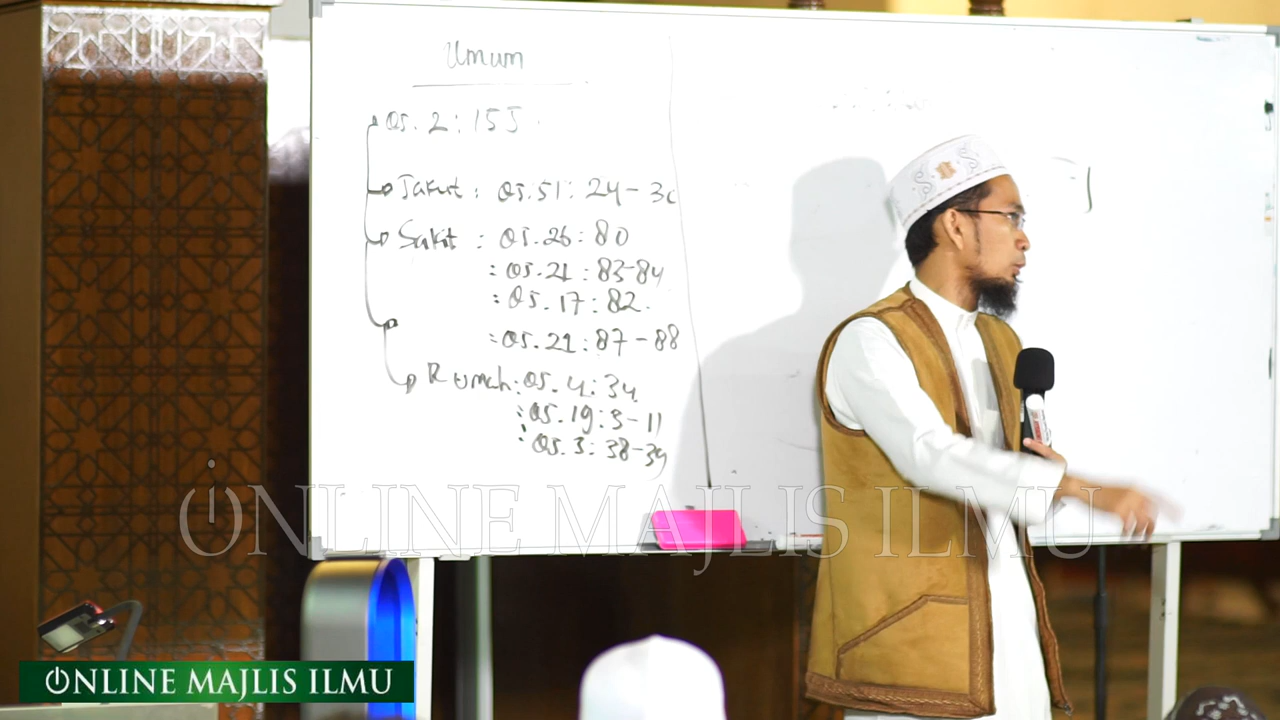 Umum
QS. 2 : 155
Takut : QS. 51 : 24 - 30
Sakit : QS. 26 : 80
: QS. 21 : 83-84
: QS. 17 : 82.
: QS. 21 : 87 - 88
Rumah : QS. 4 : 34
: QS. 19 : 3 - 11
: QS. 3 : 38-39
ONLINE MAJLIS ILMU
ONLINE MAJLIS ILMU